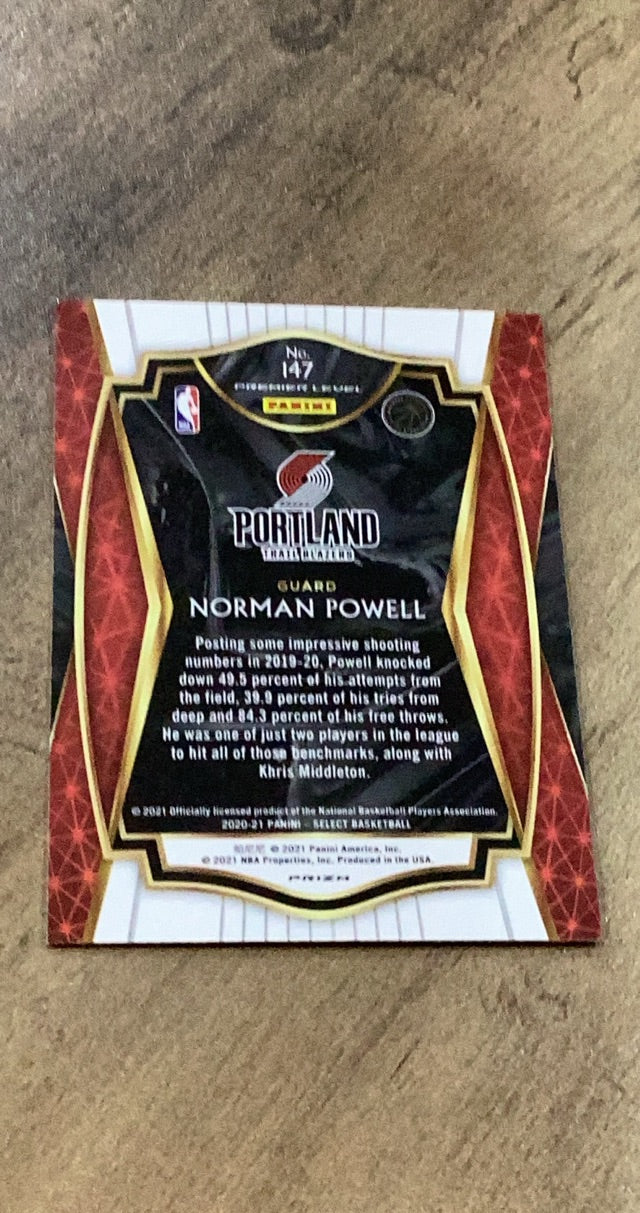 No.
147
PREMIER LEVEL
PANINI
NBA
PORTLAND
TRAIL BLAZERS
GUARD
NORMAN POWELL
Posting some impressive shooting
numbers in 2019-20, Powell knocked
down 49.5 percent of his attempts from
the field, 39.9 percent of his tries from
deep and 84.3 percent of his free throws.
He was one of just two players in the league
to hit all of those benchmarks, along with
Khris Middleton.
© 2021 Officially licensed product of the National Basketball Players Association.
2020-21 PANINI - SELECT BASKETBALL
© 2021 Panini America, Inc.
© 2021 NBA Properties, Inc. Produced in the USA.
PRIZM